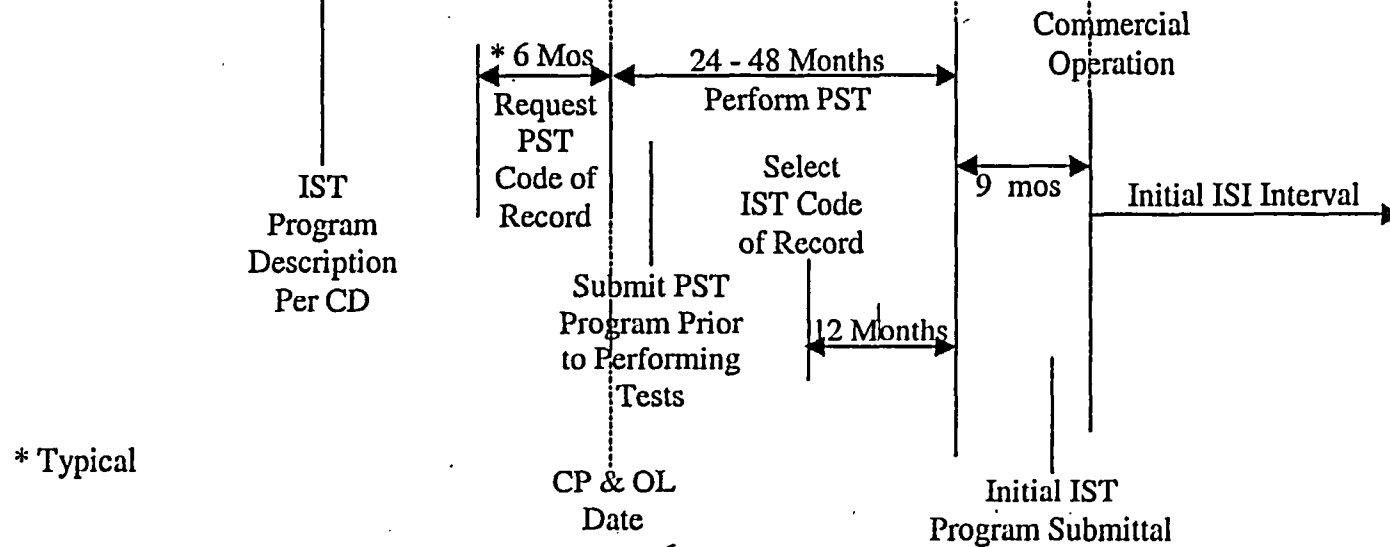 Commercial
Operation
* 6 Mos
24 - 48 Months
Request
PST
Code of
Record
Perform PST
IST
Program
Description
Per CD
Select
IST Code
of Record
9 mos
Initial ISI Interval
Submit PST
Program Prior
to Performing
Tests
12 Months
* Typical
CP & OL
Date
Initial IST
Program Submittal